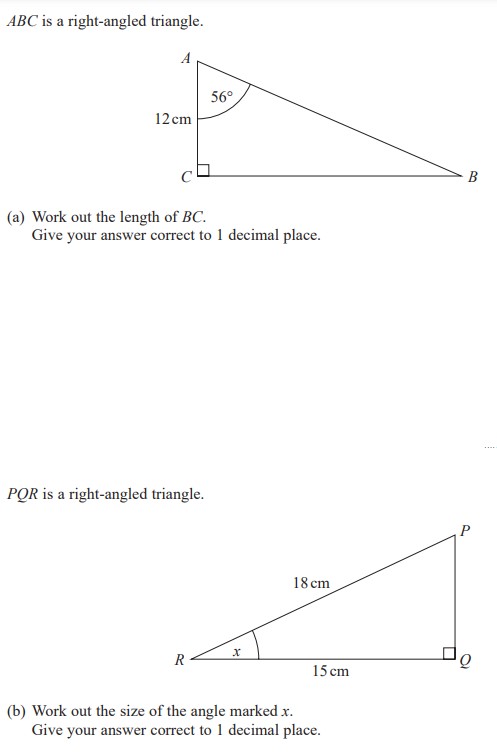 ABC is a right-angled triangle.
A
56°
12 cm
C
B
(a) Work out the length of BC.
Give your answer correct to 1 decimal place.
PQR is a right-angled triangle.
P
18 cm
x
R
Q
15 cm
(b) Work out the size of the angle marked x.
Give your answer correct to 1 decimal place.